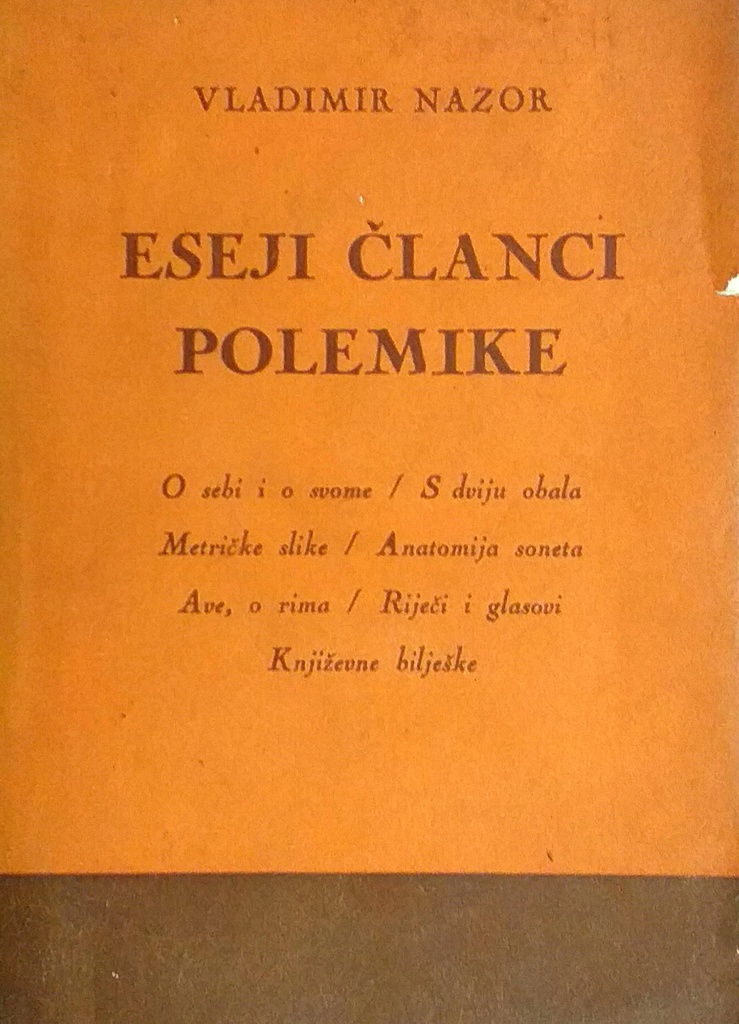 VLADIMIR NAZOR
ESEJI ČLANCI
POLEMIKE
O sebi i o svome / S dviju obala
Metričke slike / Anatomija soneta
Ave, o rima / Riječi i glasovi
Književne bilješke